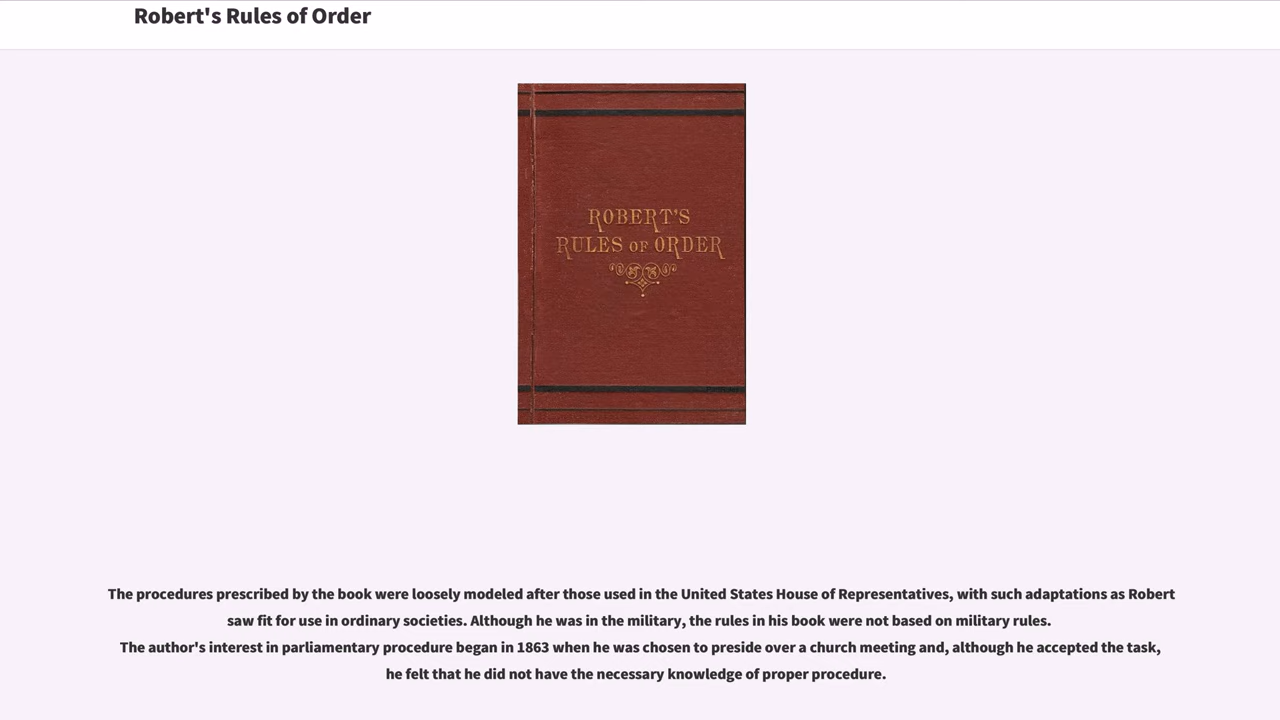 Robert's Rules of Order
ROBERT'S
RULES OF ORDER
The procedures prescribed by the book were loosely modeled after those used in the United States House of Representatives, with such adaptations as Robert
saw fit for use in ordinary societies. Although he was in the military, the rules in his book were not based on military rules.
The author's interest in parliamentary procedure began in 1863 when he was chosen to preside over a church meeting and, although he accepted the task,
he felt that he did not have the necessary knowledge of proper procedure.